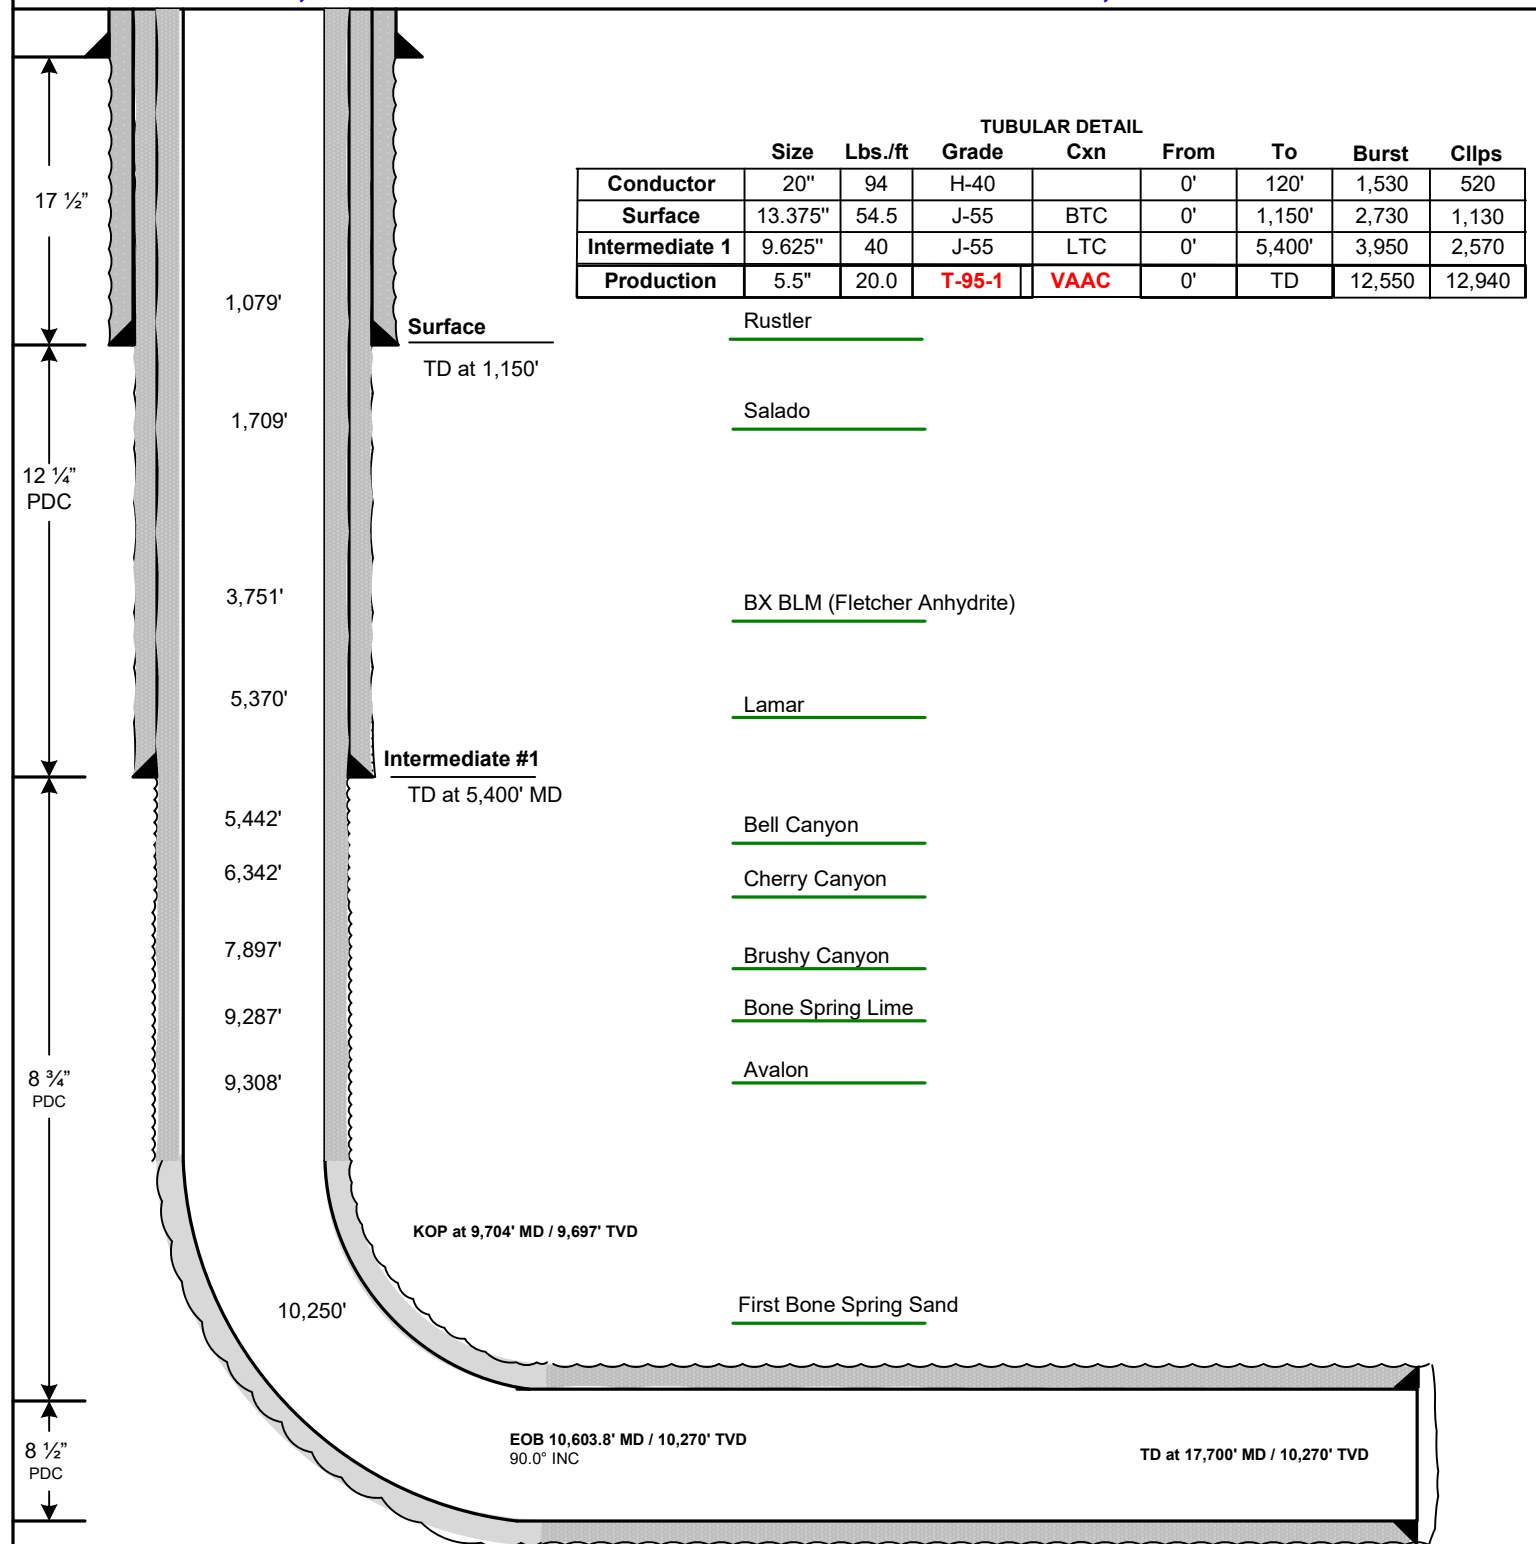 TUBULAR DETAIL
Size Lbs./ft Grade Cxn From To Burst Cllps
Conductor 20" 94 H-40 0' 120' 1,530 520
Surface 13.375" 54.5 J-55 BTC 0' 1,150' 2,730 1,130
Intermediate 1 9.625" 40 J-55 LTC 0' 5,400' 3,950 2,570
Production 5.5" 20.0 T-95-1 VAAC 0' TD 12,550 12,940
17 ½”
1,079'
Rustler
Surface
TD at 1,150'
1,709'
Salado
12 ¼”
PDC
3,751'
BX BLM (Fletcher Anhydrite)
5,370'
Lamar
Intermediate #1
TD at 5,400' MD
5,442'
Bell Canyon
6,342'
Cherry Canyon
7,897'
Brushy Canyon
9,287'
Bone Spring Lime
9,308'
Avalon
8 ¾”
PDC
KOP at 9,704' MD / 9,697' TVD
10,250'
First Bone Spring Sand
8 ½”
PDC
EOB 10,603.8' MD / 10,270' TVD
90.0° INC
TD at 17,700' MD / 10,270' TVD